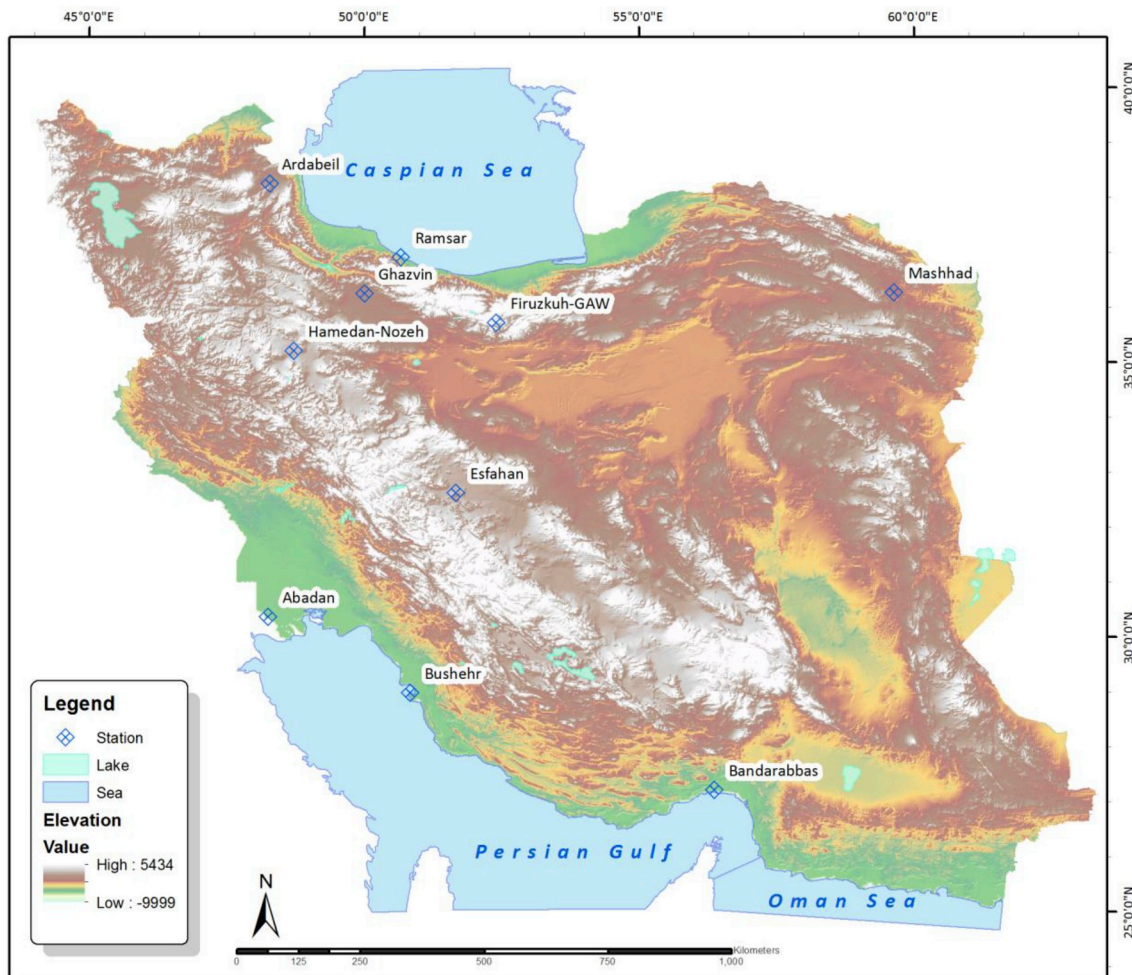 45°0'0"E
50°0'0"E
55°0'0"E
60°0'0"E
40°0'0"N
Ardabeil
Caspian Sea
Ramsar
Ghazvin
Mashhad
Firuzkuh-GAW
Hamedan-Nozeh
35°0'0"N
Esfahan
Abadan
30°0'0"N
Bushehr
Bandarabbas
Persian Gulf
Oman Sea
25°0'0"N
Legend
Station
Lake
Sea
Elevation
Value
High : 5434
Low : -9999
N
Kilometers
0 125 250 500 750 1,000